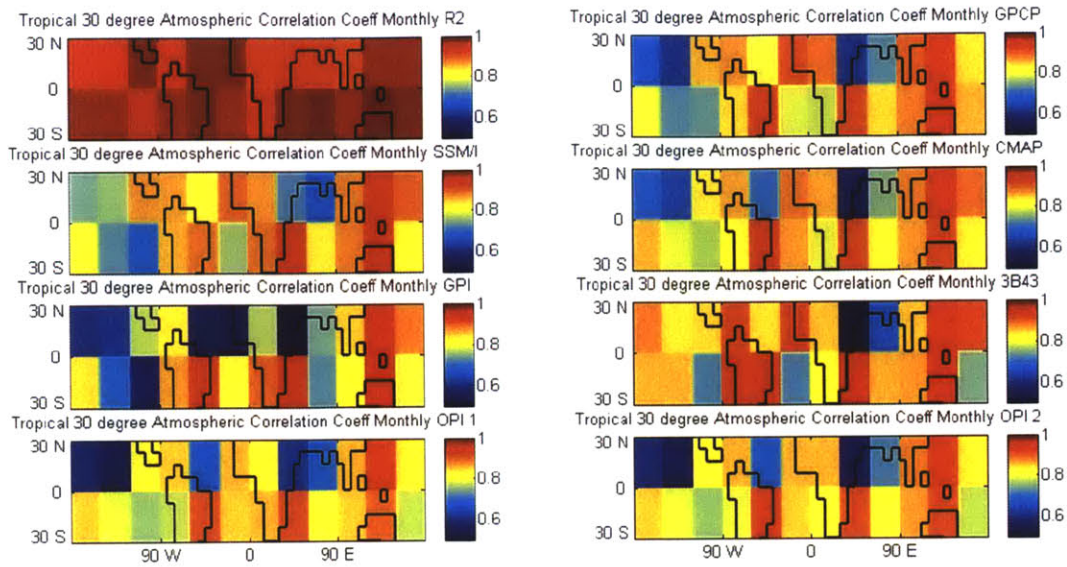 Tropical 30 degree Atmospheric Correlation Coeff Monthly R2
30 N
0
30 S
1
0.8
0.6
Tropical 30 degree Atmospheric Correlation Coeff Monthly SSM/I
30 N
0
30 S
1
0.8
0.6
Tropical 30 degree Atmospheric Correlation Coeff Monthly GPI
30 N
0
30 S
1
0.8
0.6
Tropical 30 degree Atmospheric Correlation Coeff Monthly OPI 1
30 N
0
30 S
1
0.8
0.6
90 W 0 90 E
Tropical 30 degree Atmospheric Correlation Coeff Monthly GPCP
30 N
0
30 S
1
0.8
0.6
Tropical 30 degree Atmospheric Correlation Coeff Monthly CMAP
30 N
0
30 S
1
0.8
0.6
Tropical 30 degree Atmospheric Correlation Coeff Monthly 3B43
30 N
0
30 S
1
0.8
0.6
Tropical 30 degree Atmospheric Correlation Coeff Monthly OPI 2
30 N
0
30 S
1
0.8
0.6
90 W 0 90 E